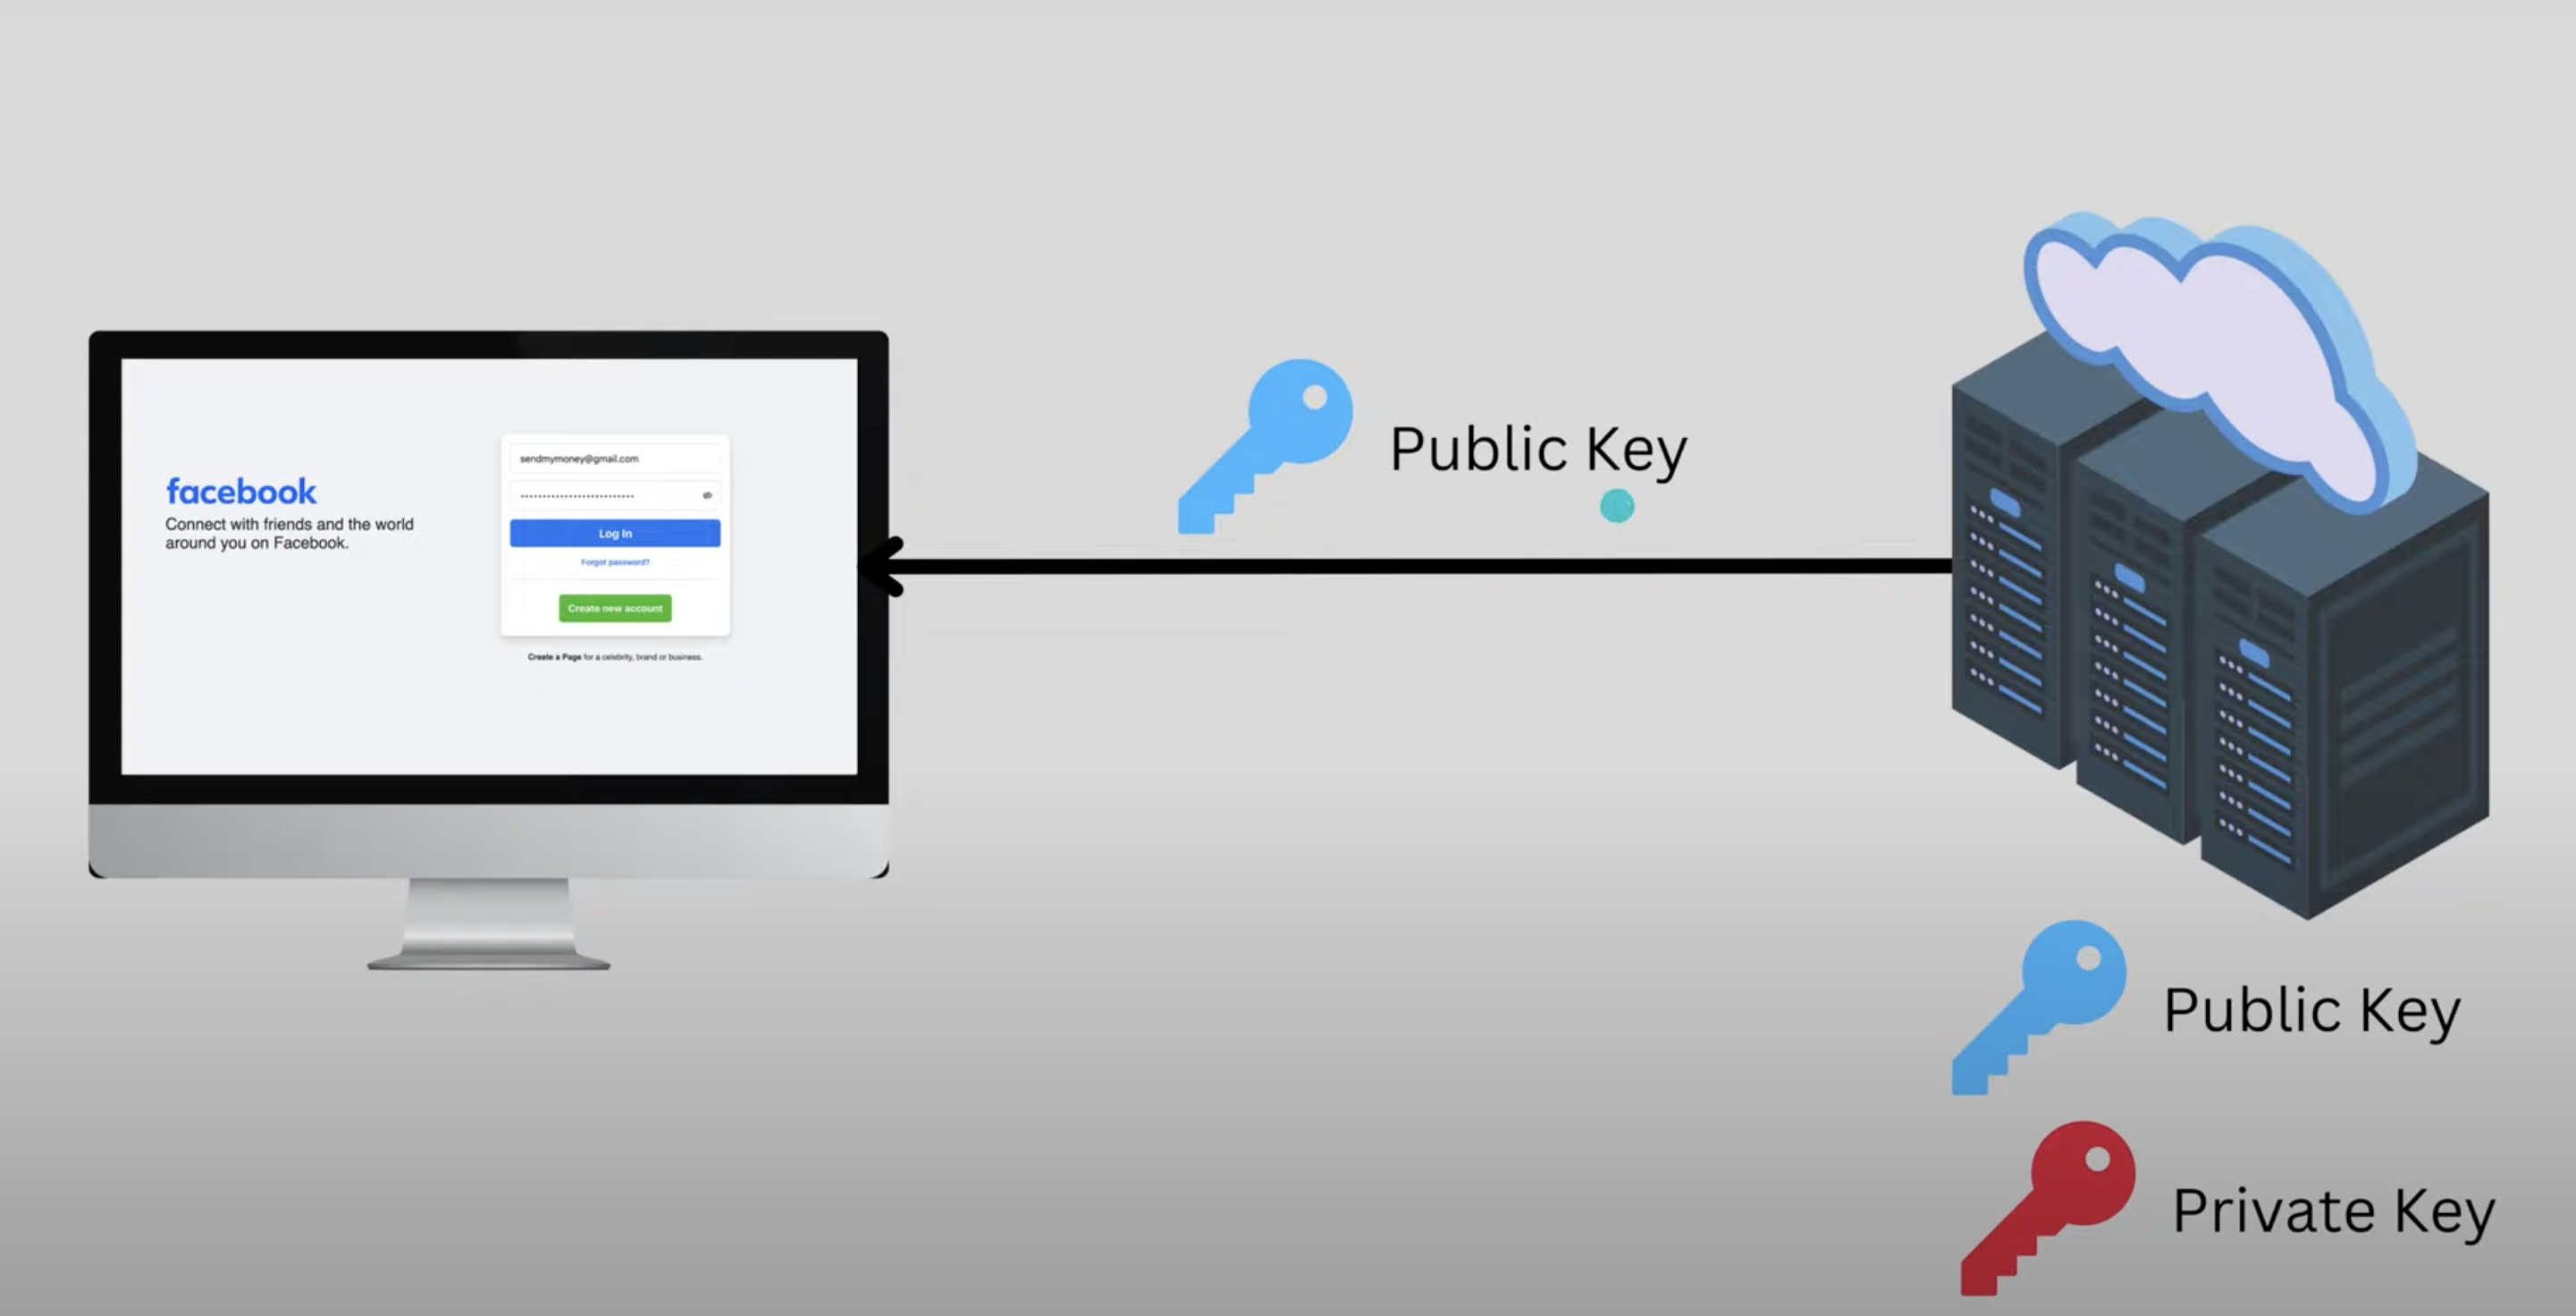 facebook
Connect with friends and the world
around you on Facebook.
sendmymoney@gmail.com
Log In
Forgot password?
Create new account
Create a Page for a celebrity, brand or business.
Public Key
Public Key
Private Key